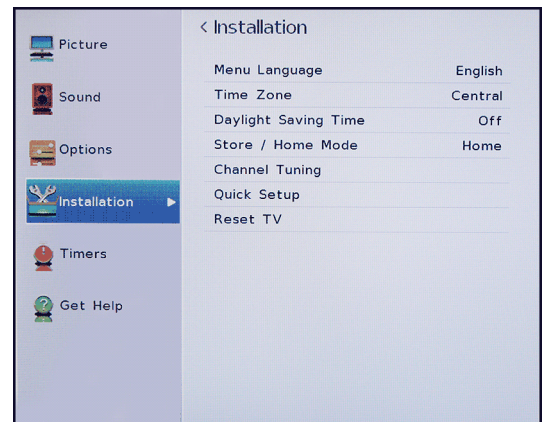 Picture
Sound
Options
Installation
Timers
Get Help
< Installation
Menu Language English
Time Zone Central
Daylight Saving Time Off
Store / Home Mode Home
Channel Tuning
Quick Setup
Reset TV